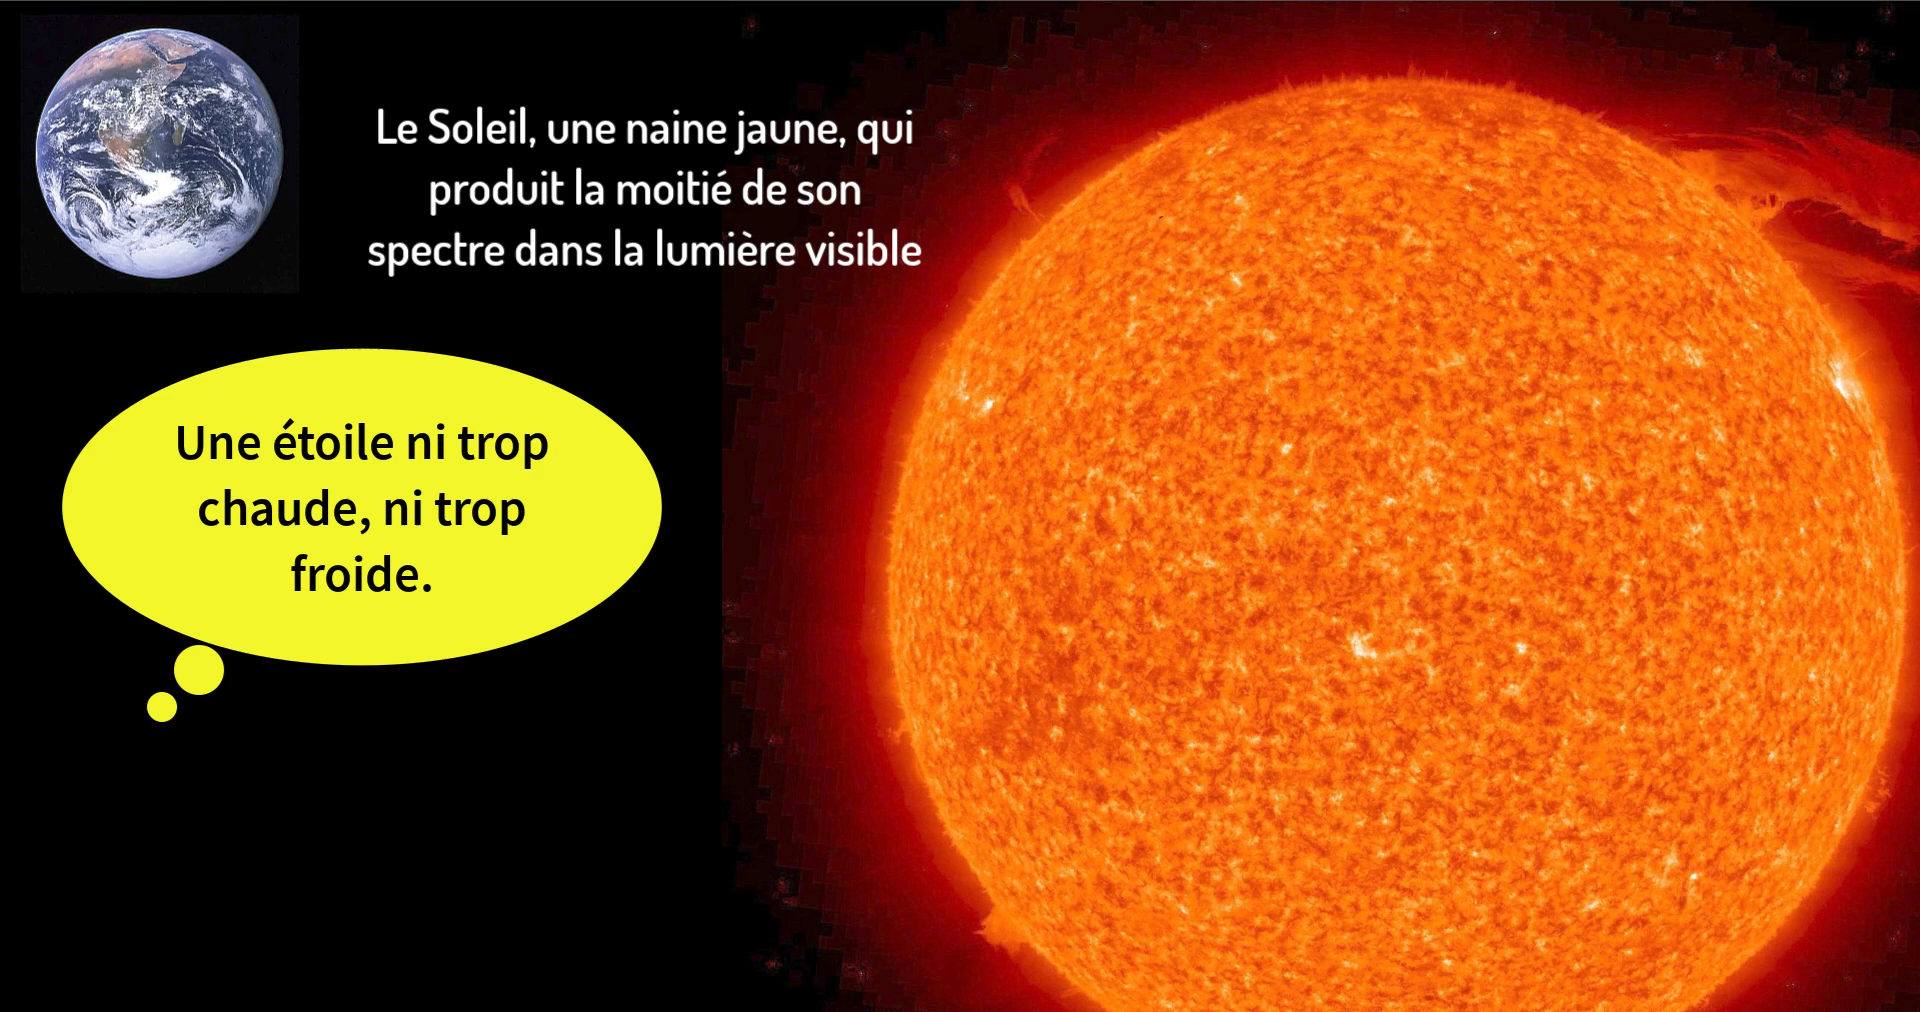 Le Soleil, une naine jaune, qui
produit la moitié de son
spectre dans la lumière visible
Une étoile ni trop
chaude, ni trop
froide.